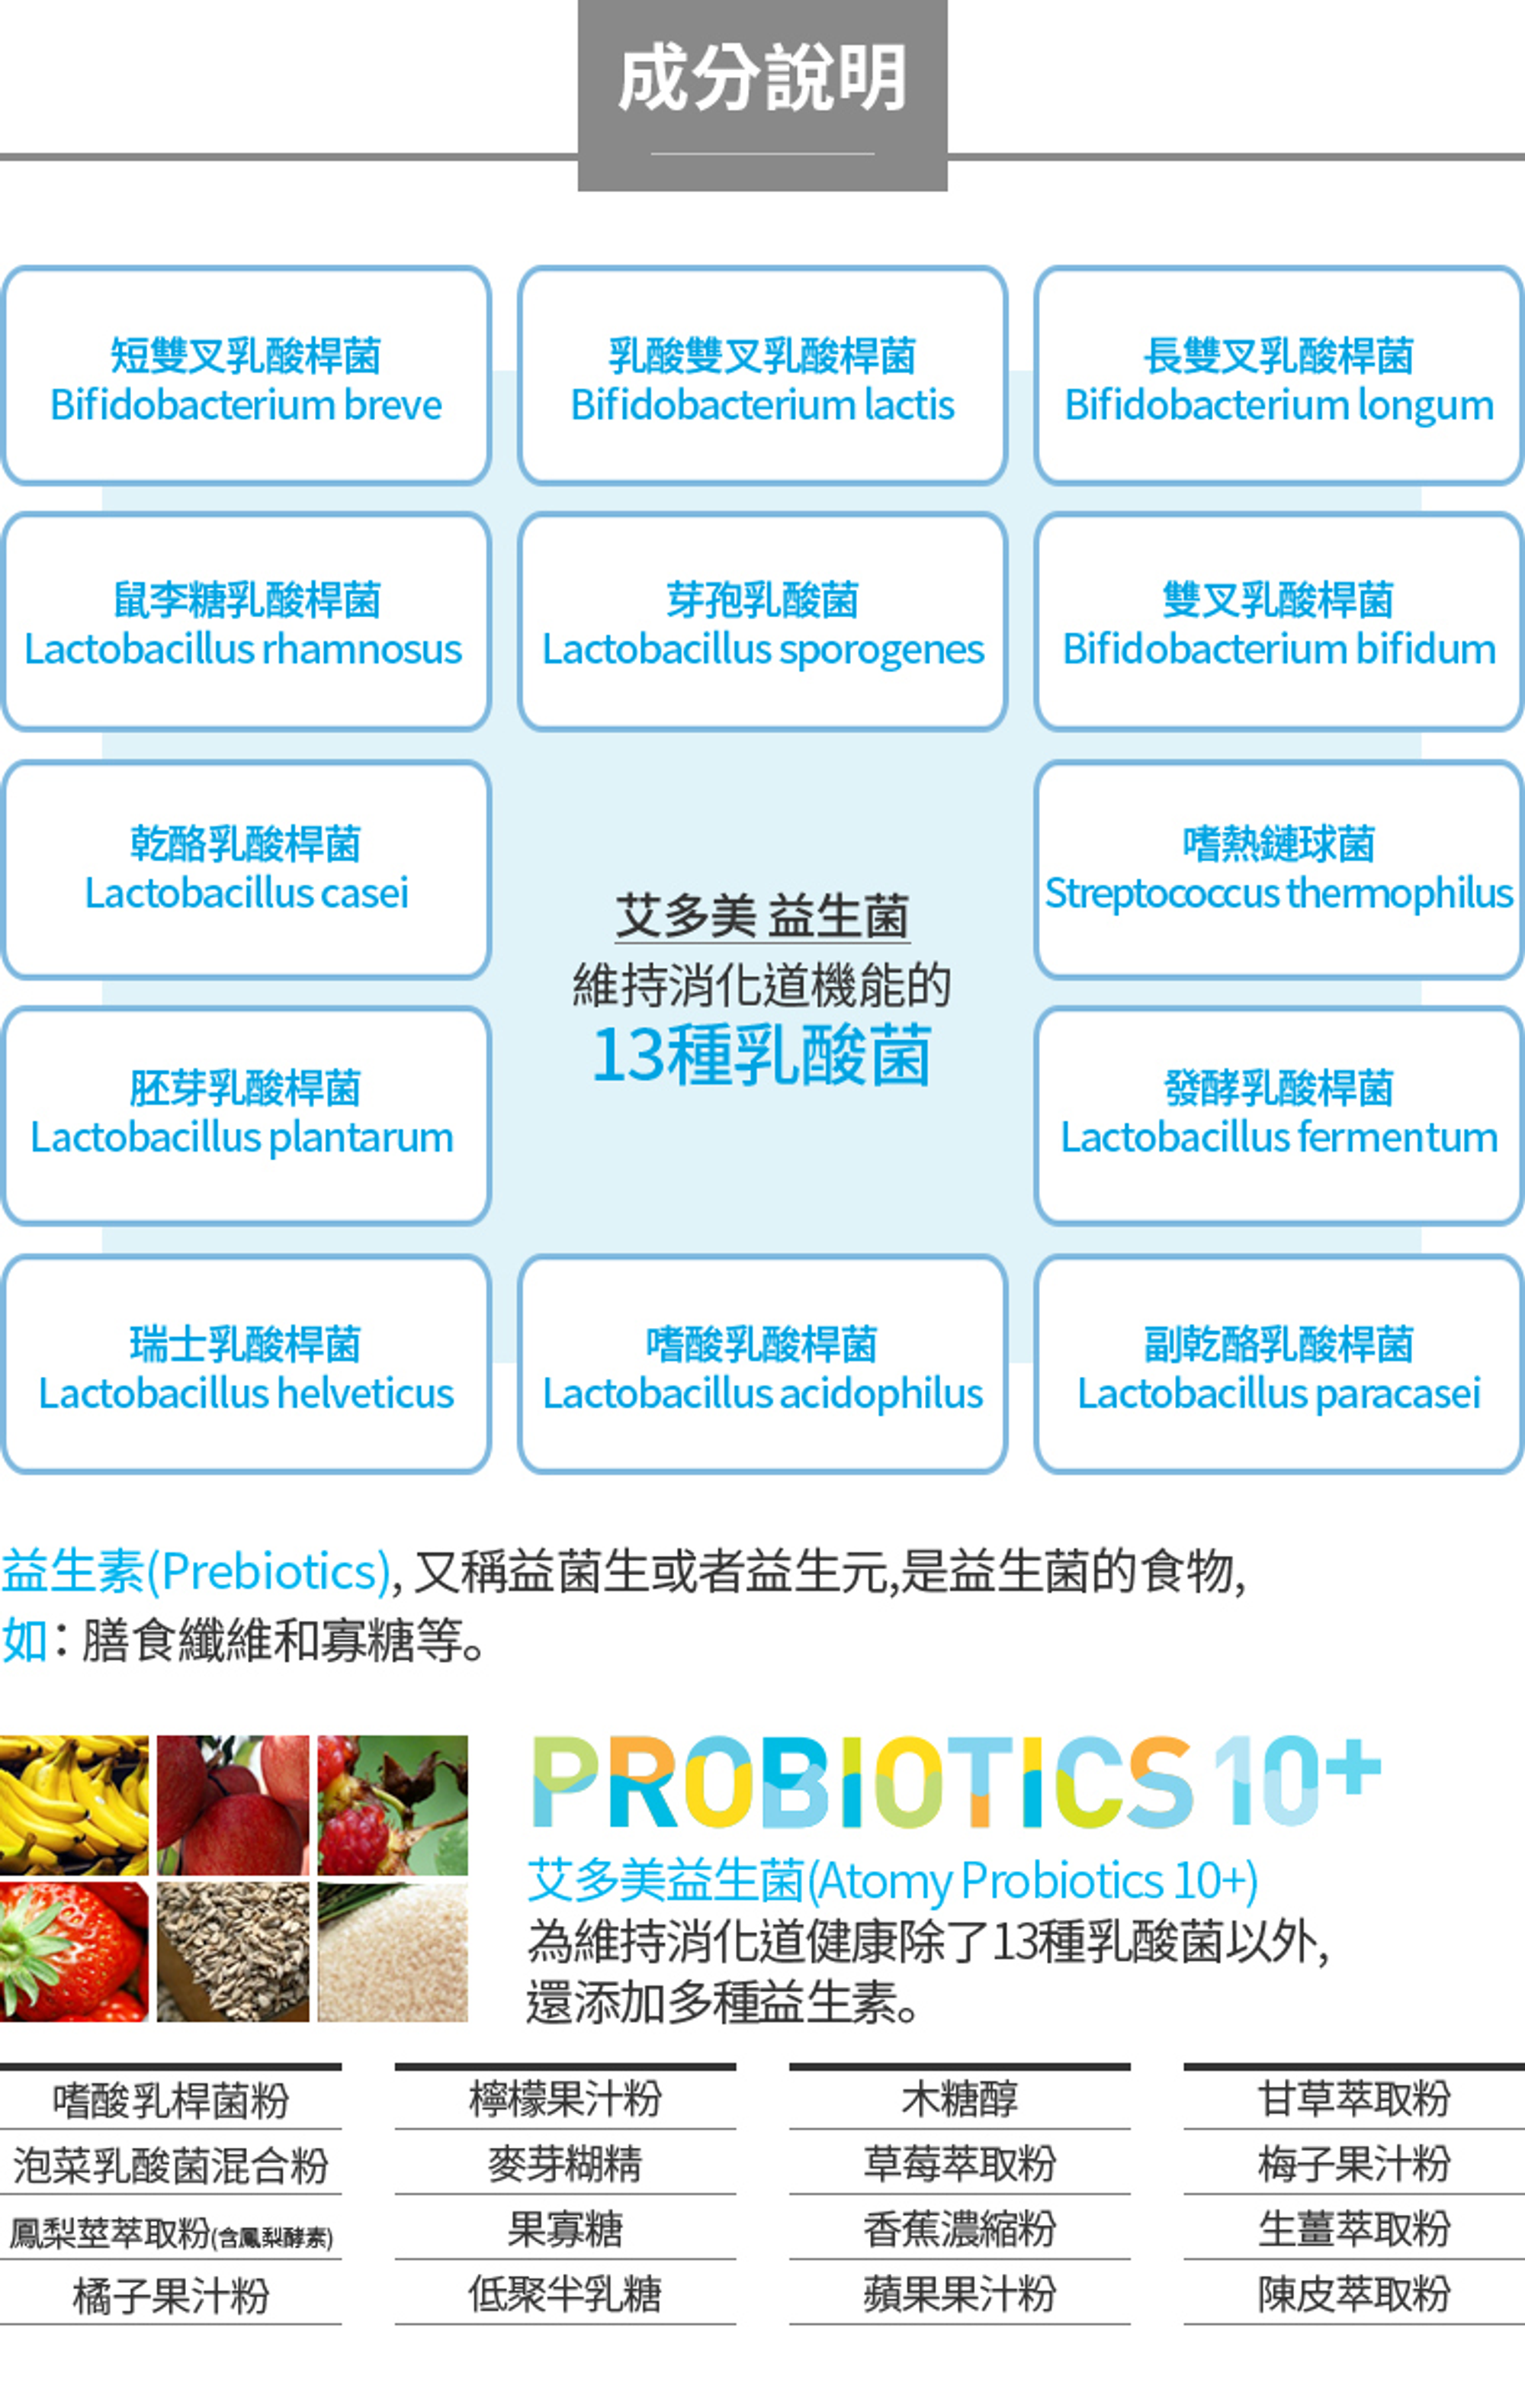 成分說明
短雙叉乳酸桿菌
Bifidobacterium breve
乳酸雙叉乳酸桿菌
Bifidobacterium lactis
長雙叉乳酸桿菌
Bifidobacterium longum
鼠李糖乳酸桿菌
Lactobacillus rhamnosus
芽孢乳酸菌
Lactobacillus sporogenes
雙叉乳酸桿菌
Bifidobacterium bifidum
乾酪乳酸桿菌
Lactobacillus casei
嗜熱鏈球菌
Streptococcus thermophilus
艾多美 益生菌
維持消化道機能的
13種乳酸菌
胚芽乳酸桿菌
Lactobacillus plantarum
發酵乳酸桿菌
Lactobacillus fermentum
瑞士乳酸桿菌
Lactobacillus helveticus
嗜酸乳酸桿菌
Lactobacillus acidophilus
副乾酪乳酸桿菌
Lactobacillus paracasei
益生素(Prebiotics), 又稱益菌生或者益生元,是益生菌的食物,
如：膳食纖維和寡糖等。
PROBIOTICS 10+
艾多美益生菌(Atomy Probiotics 10+)
為維持消化道健康除了13種乳酸菌以外,
還添加多種益生素。
嗜酸乳桿菌粉
檸檬果汁粉
木糖醇
甘草萃取粉
泡菜乳酸菌混合粉
麥芽糊精
草莓萃取粉
梅子果汁粉
鳳梨莖萃取粉(含鳳梨酵素)
果寡糖
香蕉濃縮粉
生薑萃取粉
橘子果汁粉
低聚半乳糖
蘋果果汁粉
陳皮萃取粉